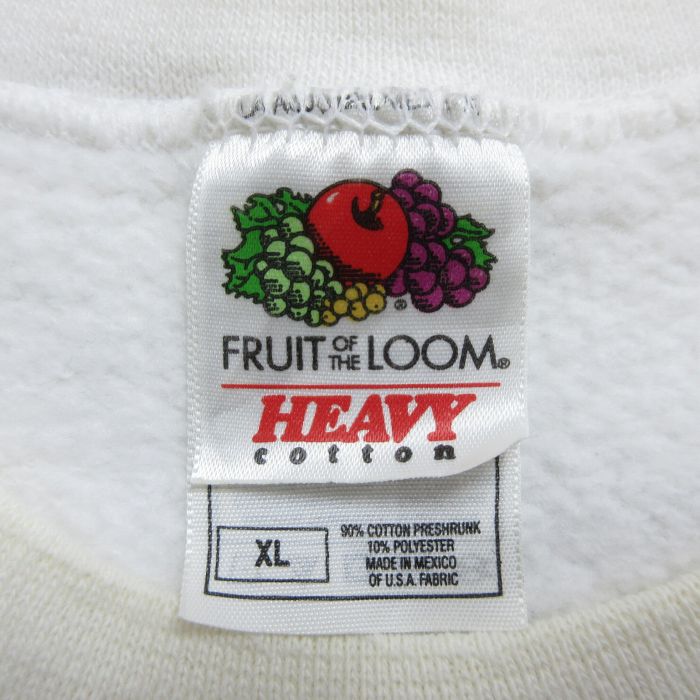 FRUIT OF THE LOOM®
HEAVY
cotton
XL
90% COTTON PRESHRUNK
10% POLYESTER
MADE IN MEXICO
OF U.S.A. FABRIC